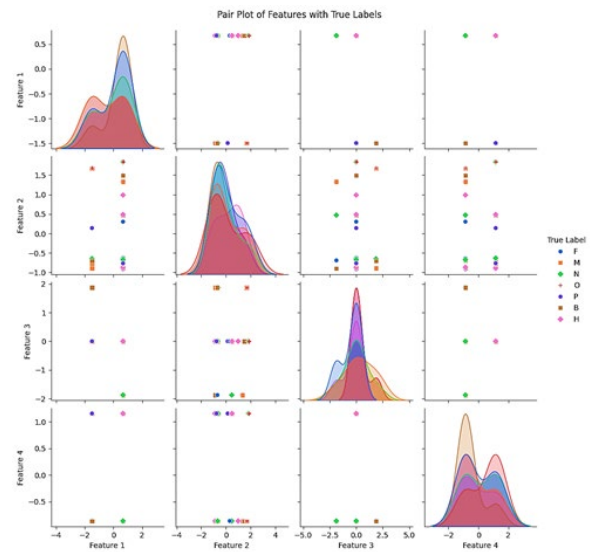 Pair Plot of Features with True Labels
Feature 1
0.5
0.0
−0.5
−1.0
−1.5
Feature 2
1.5
1.0
0.5
0.0
−0.5
−1.0
Feature 3
2
1
0
−1
−2
Feature 4
1.0
0.5
0.0
−0.5
−4 −2 0 2
Feature 1
−2 0 2 4
Feature 2
−5.0 −2.5 0.0 2.5 5.0
Feature 3
−4 −2 0 2 4
Feature 4
True Label
F
M
N
O
P
B
H